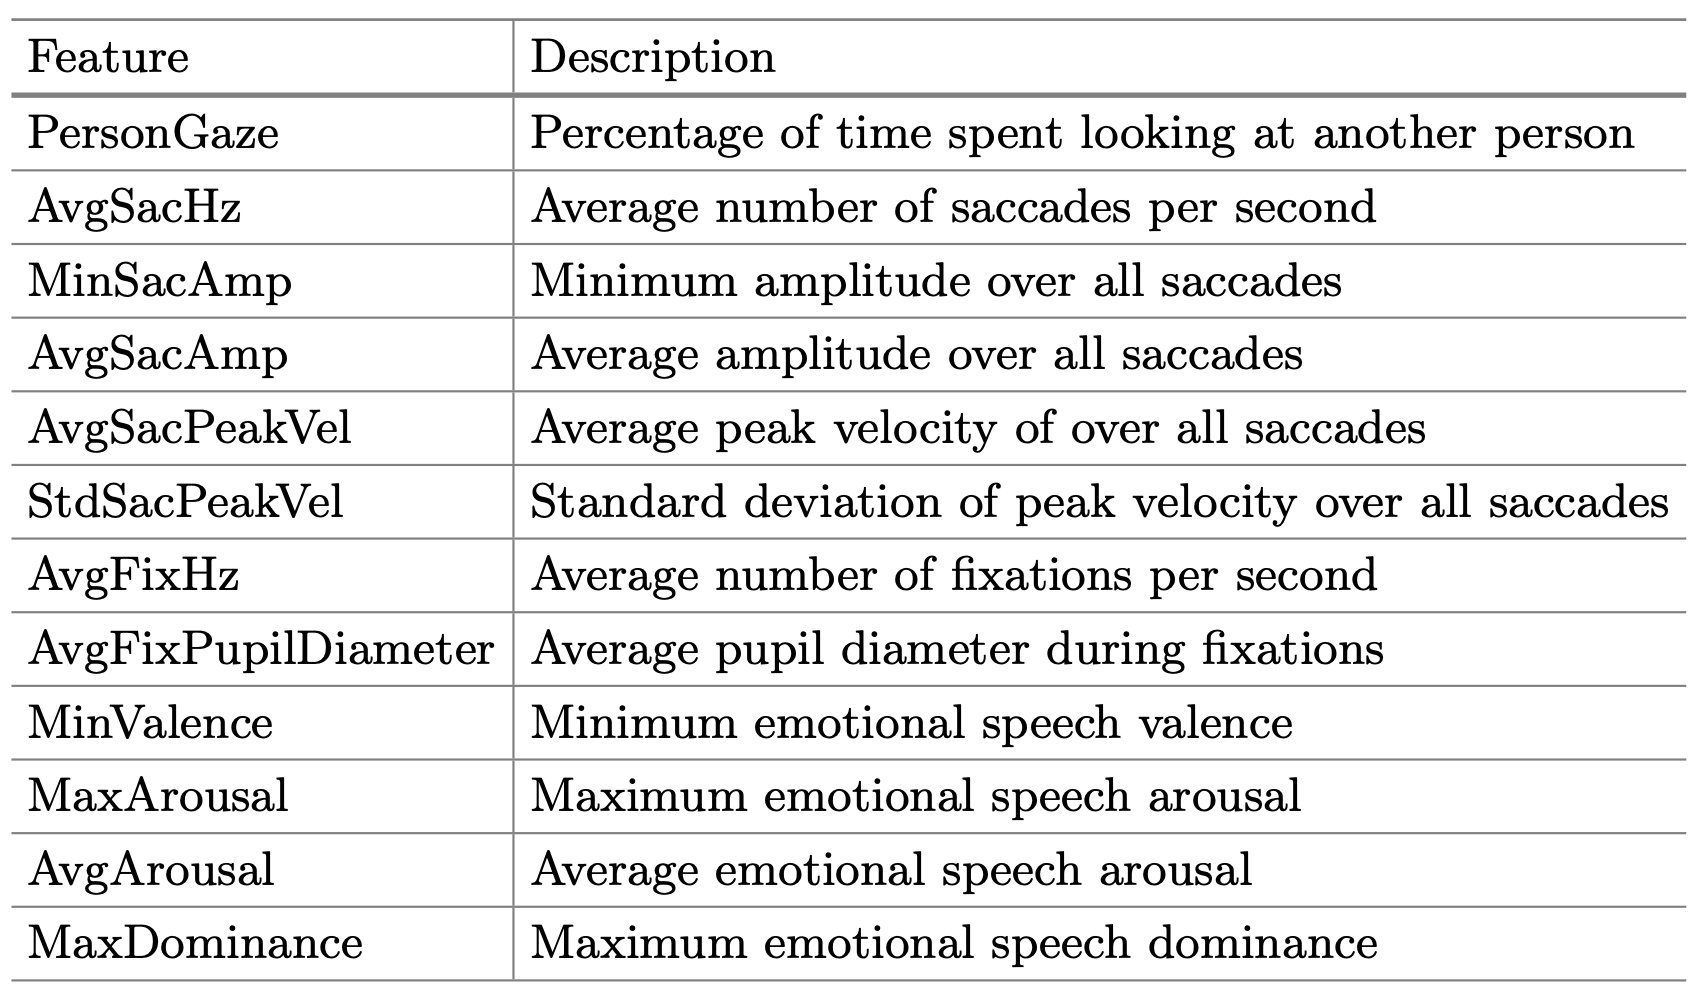 Feature Description
PersonGaze Percentage of time spent looking at another person
AvgSacHz Average number of saccades per second
MinSacAmp Minimum amplitude over all saccades
AvgSacAmp Average amplitude over all saccades
AvgSacPeakVel Average peak velocity of over all saccades
StdSacPeakVel Standard deviation of peak velocity over all saccades
AvgFixHz Average number of fixations per second
AvgFixPupilDiameter Average pupil diameter during fixations
MinValence Minimum emotional speech valence
MaxArousal Maximum emotional speech arousal
AvgArousal Average emotional speech arousal
MaxDominance Maximum emotional speech dominance